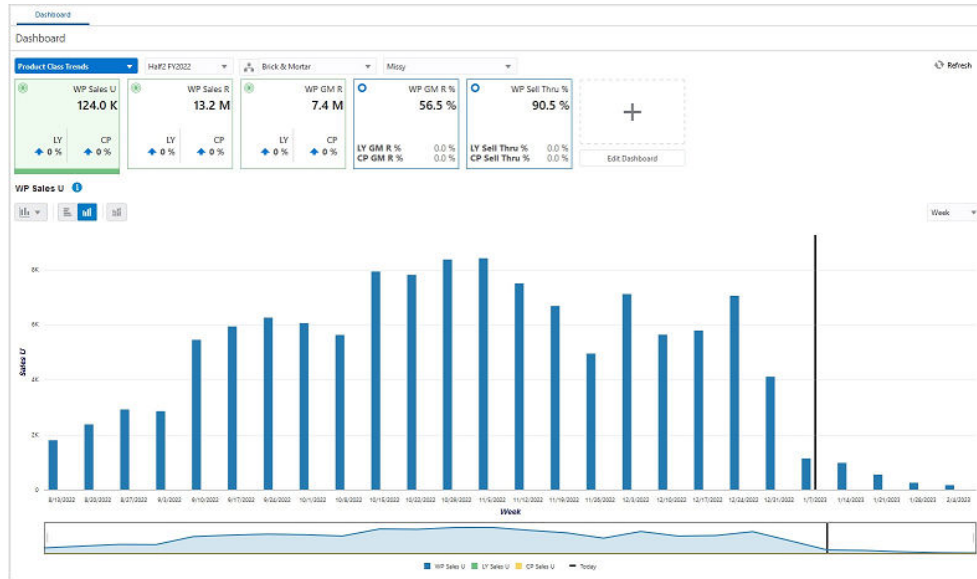 Dashboard
Dashboard
Product Class Trends Half2 FY2022 Brick & Mortar Missy Refresh
WP Sales U WP Sales R WP GM R WP GM R % WP Sell Thru %
124.0 K 13.2 M 7.4 M 56.5 % 90.5 %
LY CP LY CP LY CP LY GM R % 0.0 % LY Sell Thru % 0.0 %
0 % 0 % 0 % 0 % 0 % 0 % CP GM R % 0.0 % CP Sell Thru % 0.0 %
Edit Dashboard
WP Sales U
Week
8K
6K
4K
2K
0
Sales U
8/13/2022 8/20/2022 8/27/2022 9/3/2022 9/10/2022 9/17/2022 9/24/2022 10/1/2022 10/8/2022 10/15/2022 10/22/2022 10/29/2022 11/5/2022 11/12/2022 11/19/2022 11/26/2022 12/3/2022 12/10/2022 12/17/2022 12/24/2022 12/31/2022 1/7/2023 1/14/2023 1/21/2023 1/28/2023 2/4/2023
Week
WP Sales U LY Sales U CP Sales U Today